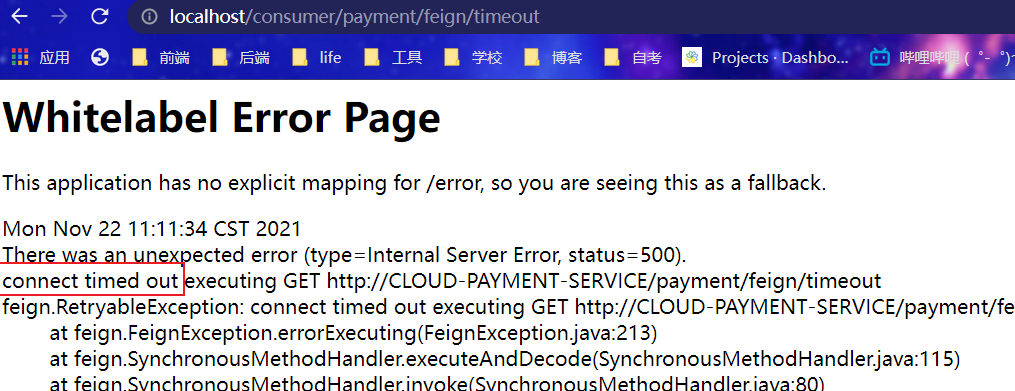 localhost/consumer/payment/feign/timeout
应用 前端 后端 life 工具 学校 博客 自考 Projects · Dashbo... 哔哩哔哩 (゜-゜)つ
Whitelabel Error Page
This application has no explicit mapping for /error, so you are seeing this as a fallback.
Mon Nov 22 11:11:34 CST 2021
There was an unexpected error (type=Internal Server Error, status=500).
connect timed out executing GET http://CLOUD-PAYMENT-SERVICE/payment/feign/timeout
feign.RetryableException: connect timed out executing GET http://CLOUD-PAYMENT-SERVICE/payment/fe
at feign.FeignException.errorExecuting(FeignException.java:213)
at feign.SynchronousMethodHandler.executeAndDecode(SynchronousMethodHandler.java:115)
at feign.SynchronousMethodHandler.invoke(SynchronousMethodHandler.java:80)